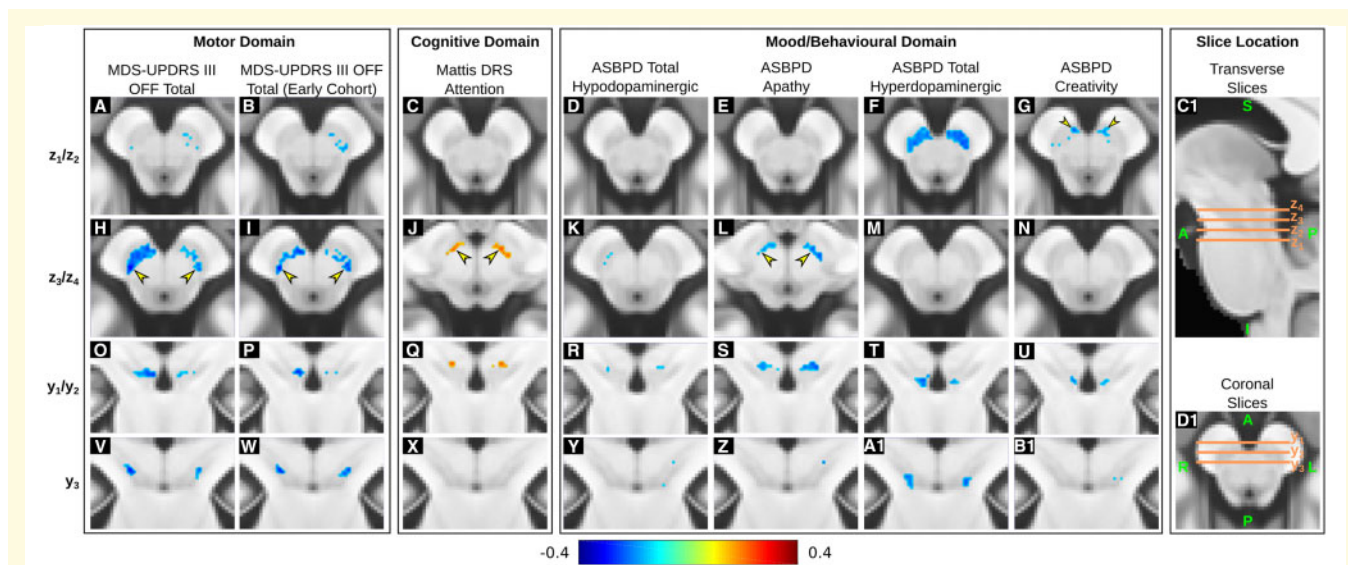 Motor Domain
Cognitive Domain
Mood/Behavioural Domain
Slice Location
MDS-UPDRS III
OFF Total
MDS-UPDRS III OFF
Total (Early Cohort)
Mattis DRS
Attention
ASBPD Total
Hypodopaminergic
ASBPD
Apathy
ASBPD Total
Hyperdopaminergic
ASBPD
Creativity
Transverse
Slices
z1/z2
A
B
C
D
E
F
G
C1
S
z3/z4
H
I
J
K
L
M
N
z4
z3
z2
z1
A
P
I
y1/y2
O
P
Q
R
S
T
U
Coronal
Slices
y3
V
W
X
Y
Z
A1
B1
D1
A
y
y
y3
R
L
P
-0.4
0.4